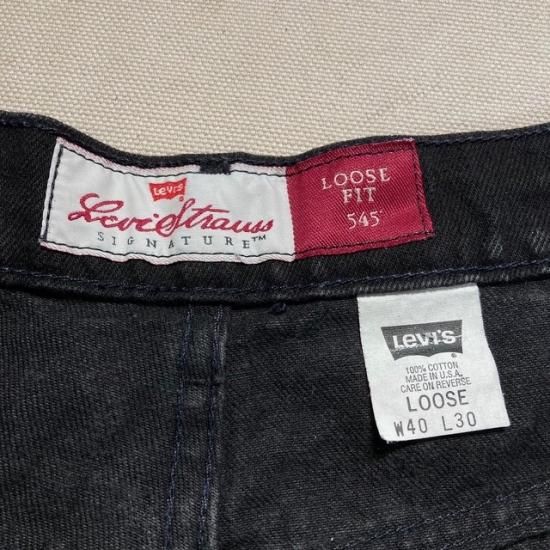 Levi's®
Levi Strauss
SIGNATURE™
LOOSE
FIT
545
LEVI'S®
100% COTTON
MADE IN U.S.A.
CARE ON REVERSE
LOOSE
W40 L30